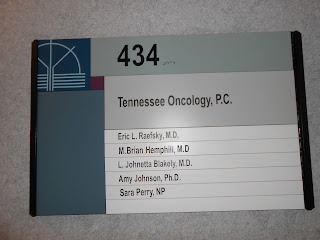 434
Tennessee Oncology, P.C.
Eric L. Raefsky, M.D.
M.Brian Hemphill, M.D
L. Johnetta Blakely, M.D.
Amy Johnson, Ph.D.
Sara Perry, NP